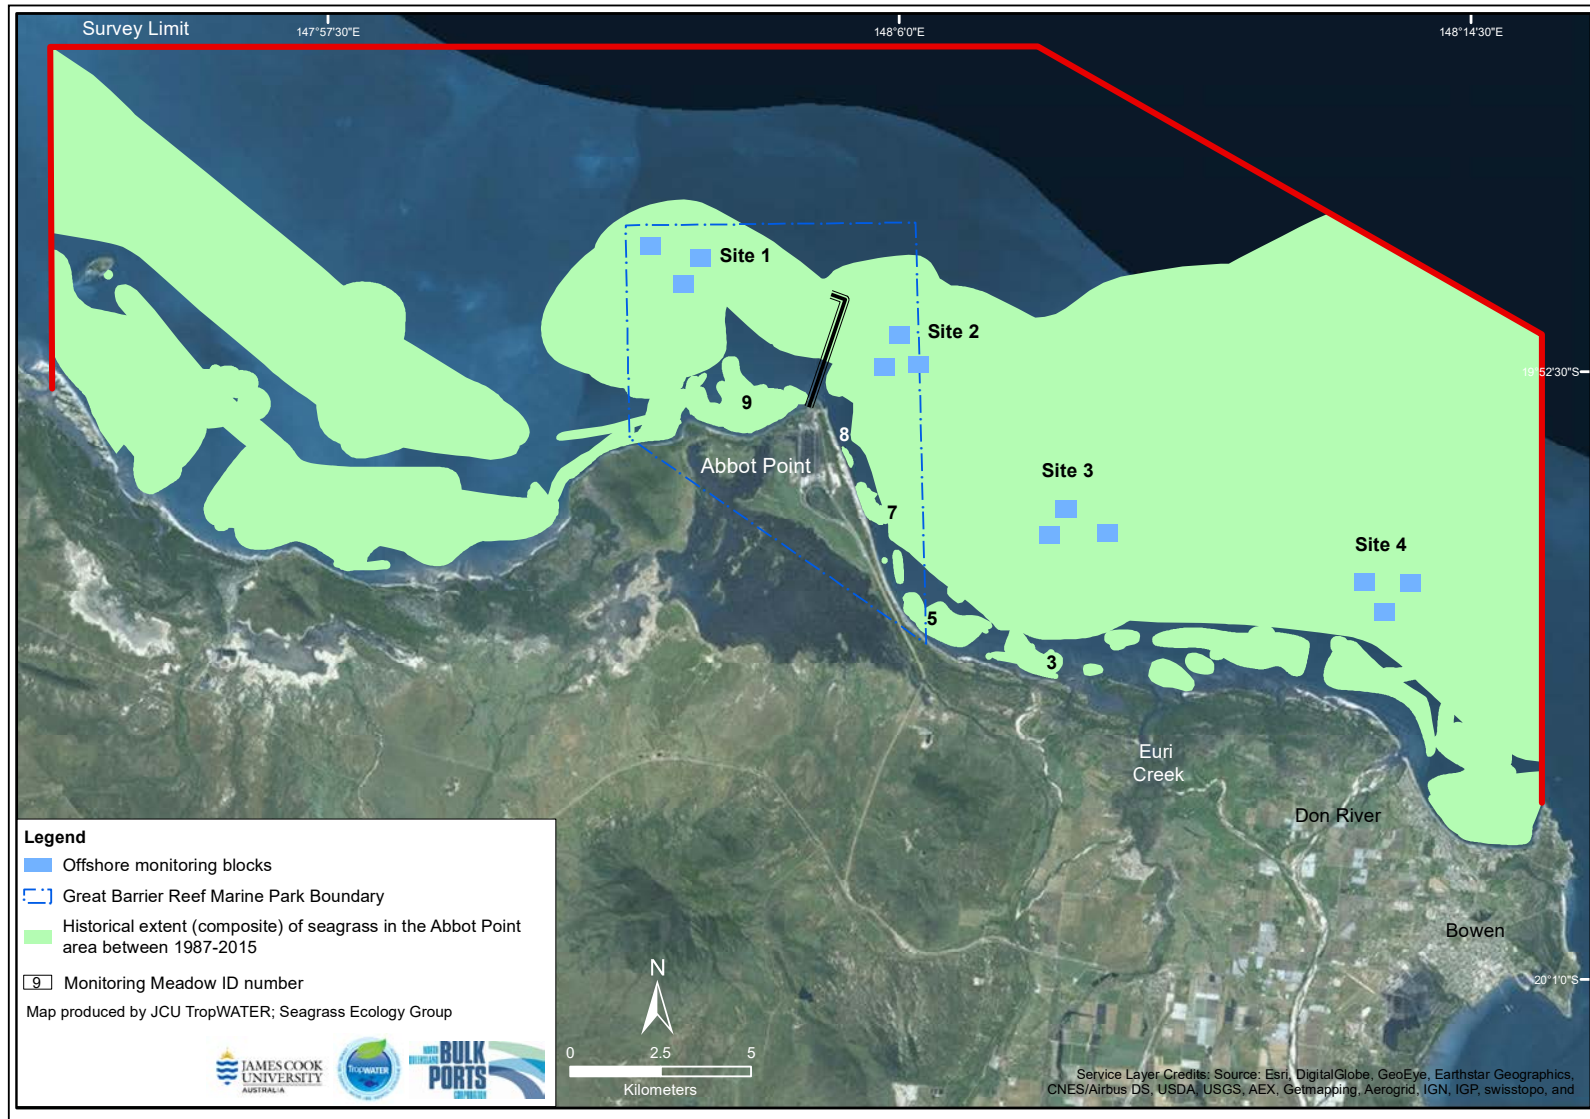 Survey Limit
147°57'30"E
148°6'0"E
148°14'30"E
Site 1
Site 2
19°52'30"S
9
8
Abbot Point
Site 3
7
Site 4
5
3
Euri
Creek
Don River
Bowen
20°1'0"S
Legend
Offshore monitoring blocks
Great Barrier Reef Marine Park Boundary
Historical extent (composite) of seagrass in the Abbot Point
area between 1987-2015
9 Monitoring Meadow ID number
Map produced by JCU TropWATER; Seagrass Ecology Group
JAMES COOK
UNIVERSITY
AUSTRALIA
TropWATER
NORTH
QUEENSLAND
BULK
PORTS
CORPORATION
N
0 2.5 5
Kilometers
Service Layer Credits: Source: Esri, DigitalGlobe, GeoEye, Earthstar Geographics,
CNES/Airbus DS, USDA, USGS, AEX, Getmapping, Aerogrid, IGN, IGP, swisstopo, and